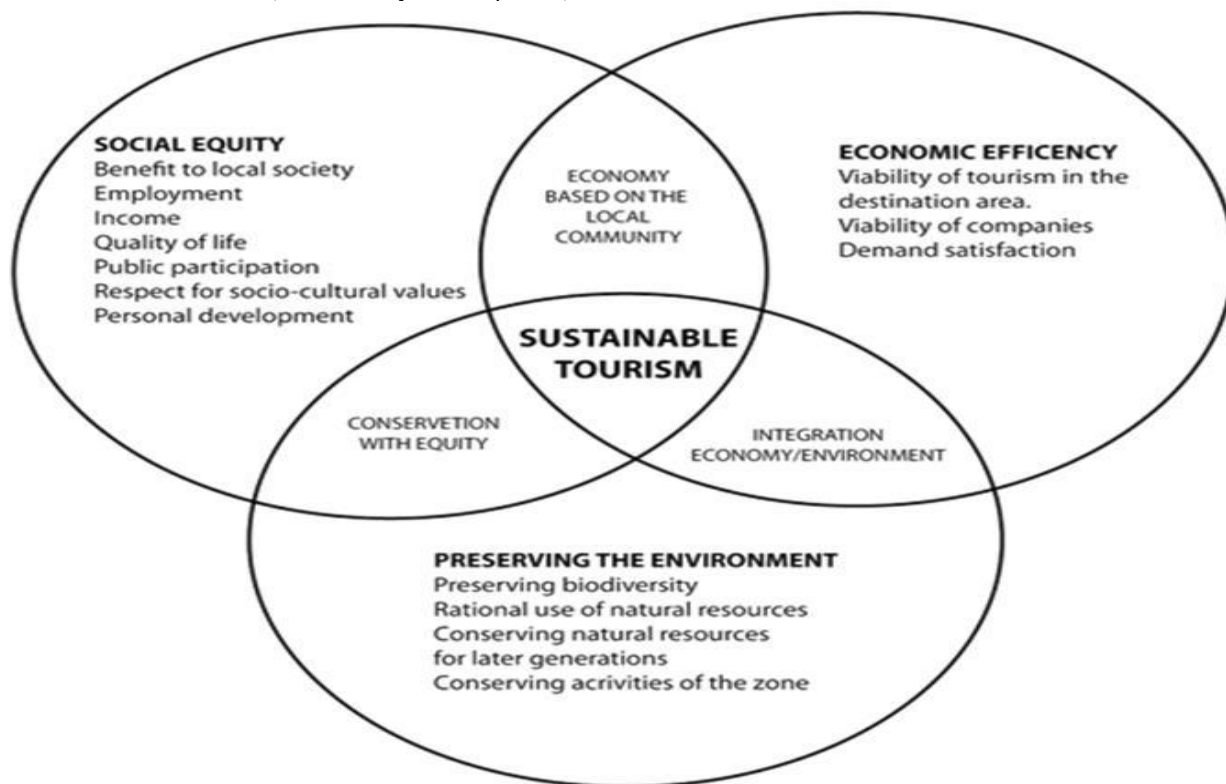 SOCIAL EQUITY
Benefit to local society
Employment
Income
Quality of life
Public participation
Respect for socio-cultural values
Personal development
ECONOMY
BASED ON THE
LOCAL
COMMUNITY
ECONOMIC EFFICENCY
Viability of tourism in the
destination area.
Viability of companies
Demand satisfaction
SUSTAINABLE
TOURISM
CONSERVETION
WITH EQUITY
INTEGRATION
ECONOMY/ENVIRONMENT
PRESERVING THE ENVIRONMENT
Preserving biodiversity
Rational use of natural resources
Conserving natural resources
for later generations
Conserving acrivities of the zone